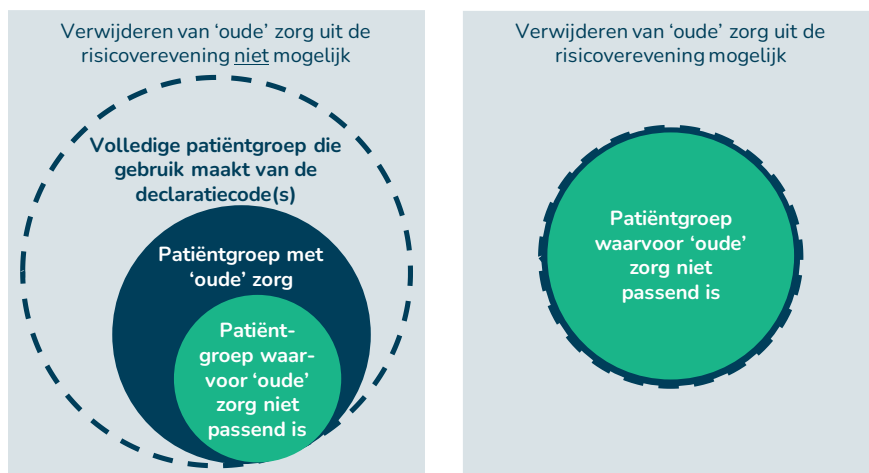 Verwijderen van ‘oude’ zorg uit de
risicoverevening niet mogelijk
Volledige patiëntgroep die
gebruik maakt van de
declaratiecode(s)
Patiëntgroep met
‘oude’ zorg
Patiënt-
groep waar-
voor ‘oude’
zorg niet
passend is
Verwijderen van ‘oude’ zorg uit de
risicoverevening mogelijk
Patiëntgroep
waarvoor ‘oude’
zorg niet
passend is